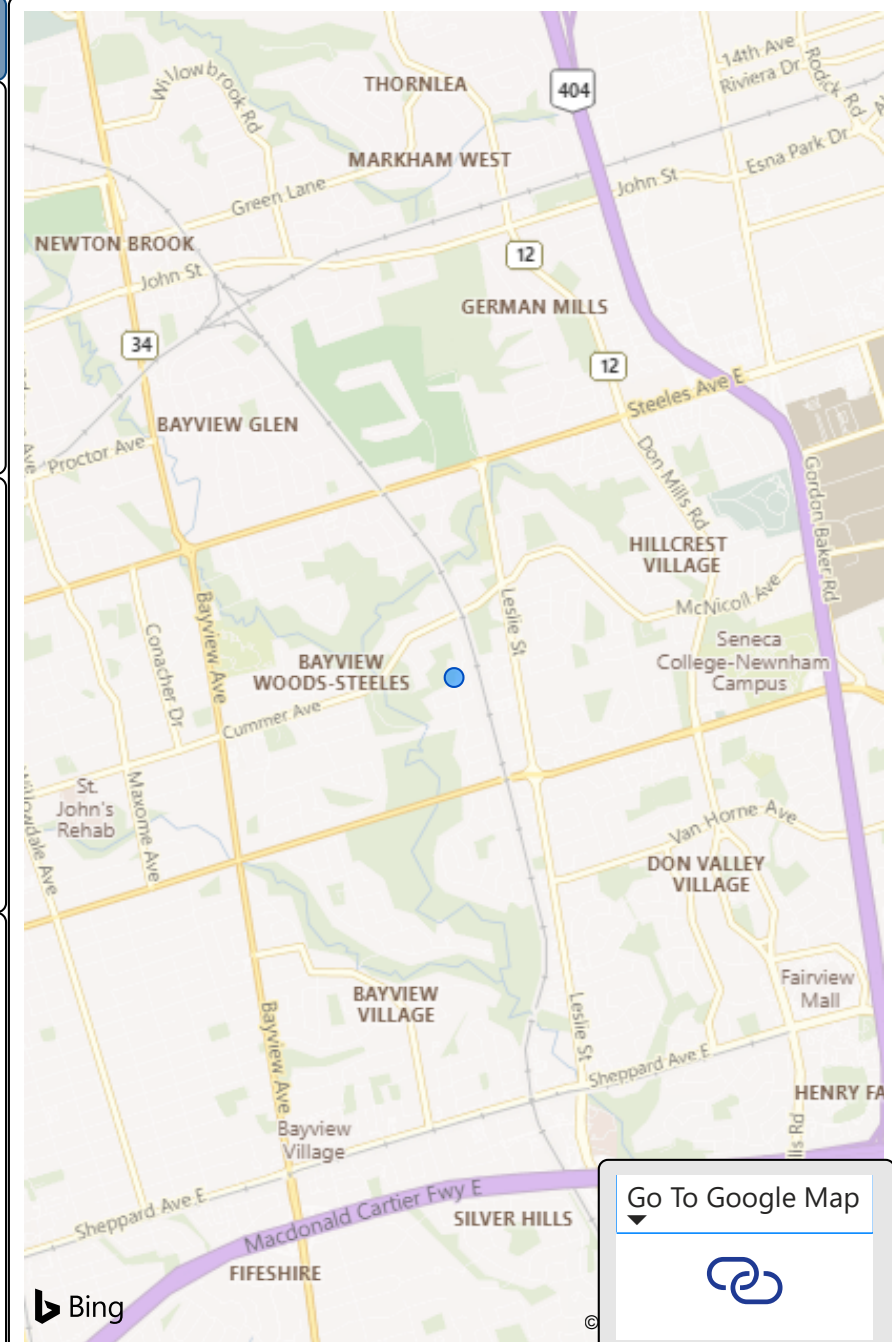 14th Ave
Riviera Dr
Rodick Rd
Willowbrook Rd
THORNLEA
404
MARKHAM WEST
Esna Park Dr
John St
Green Lane
NEWTON BROOK
12
John St
GERMAN MILLS
34
12
Steeles Ave E
BAYVIEW GLEN
Proctor Ave
Ave
Don Mills Rd
Gordon Baker Rd
HILLCREST
VILLAGE
McNicoll Ave
Leslie St
Bayview Ave
Conacher Dr
Seneca
College-Newnham
Campus
BAYVIEW
WOODS-STEELES
Cummer Ave
St.
John's
Rehab
Maxome Ave
Willowdale Ave
Van Horne Ave
DON VALLEY
VILLAGE
Fairview
Mall
BAYVIEW
VILLAGE
Leslie St
Bayview Ave
Sheppard Ave E
HENRY FA
lls Rd
Bayview
Village
Sheppard Ave E
Macdonald Cartier Fwy E
SILVER HILLS
FIFESHIRE
Go To Google Map
Bing
©